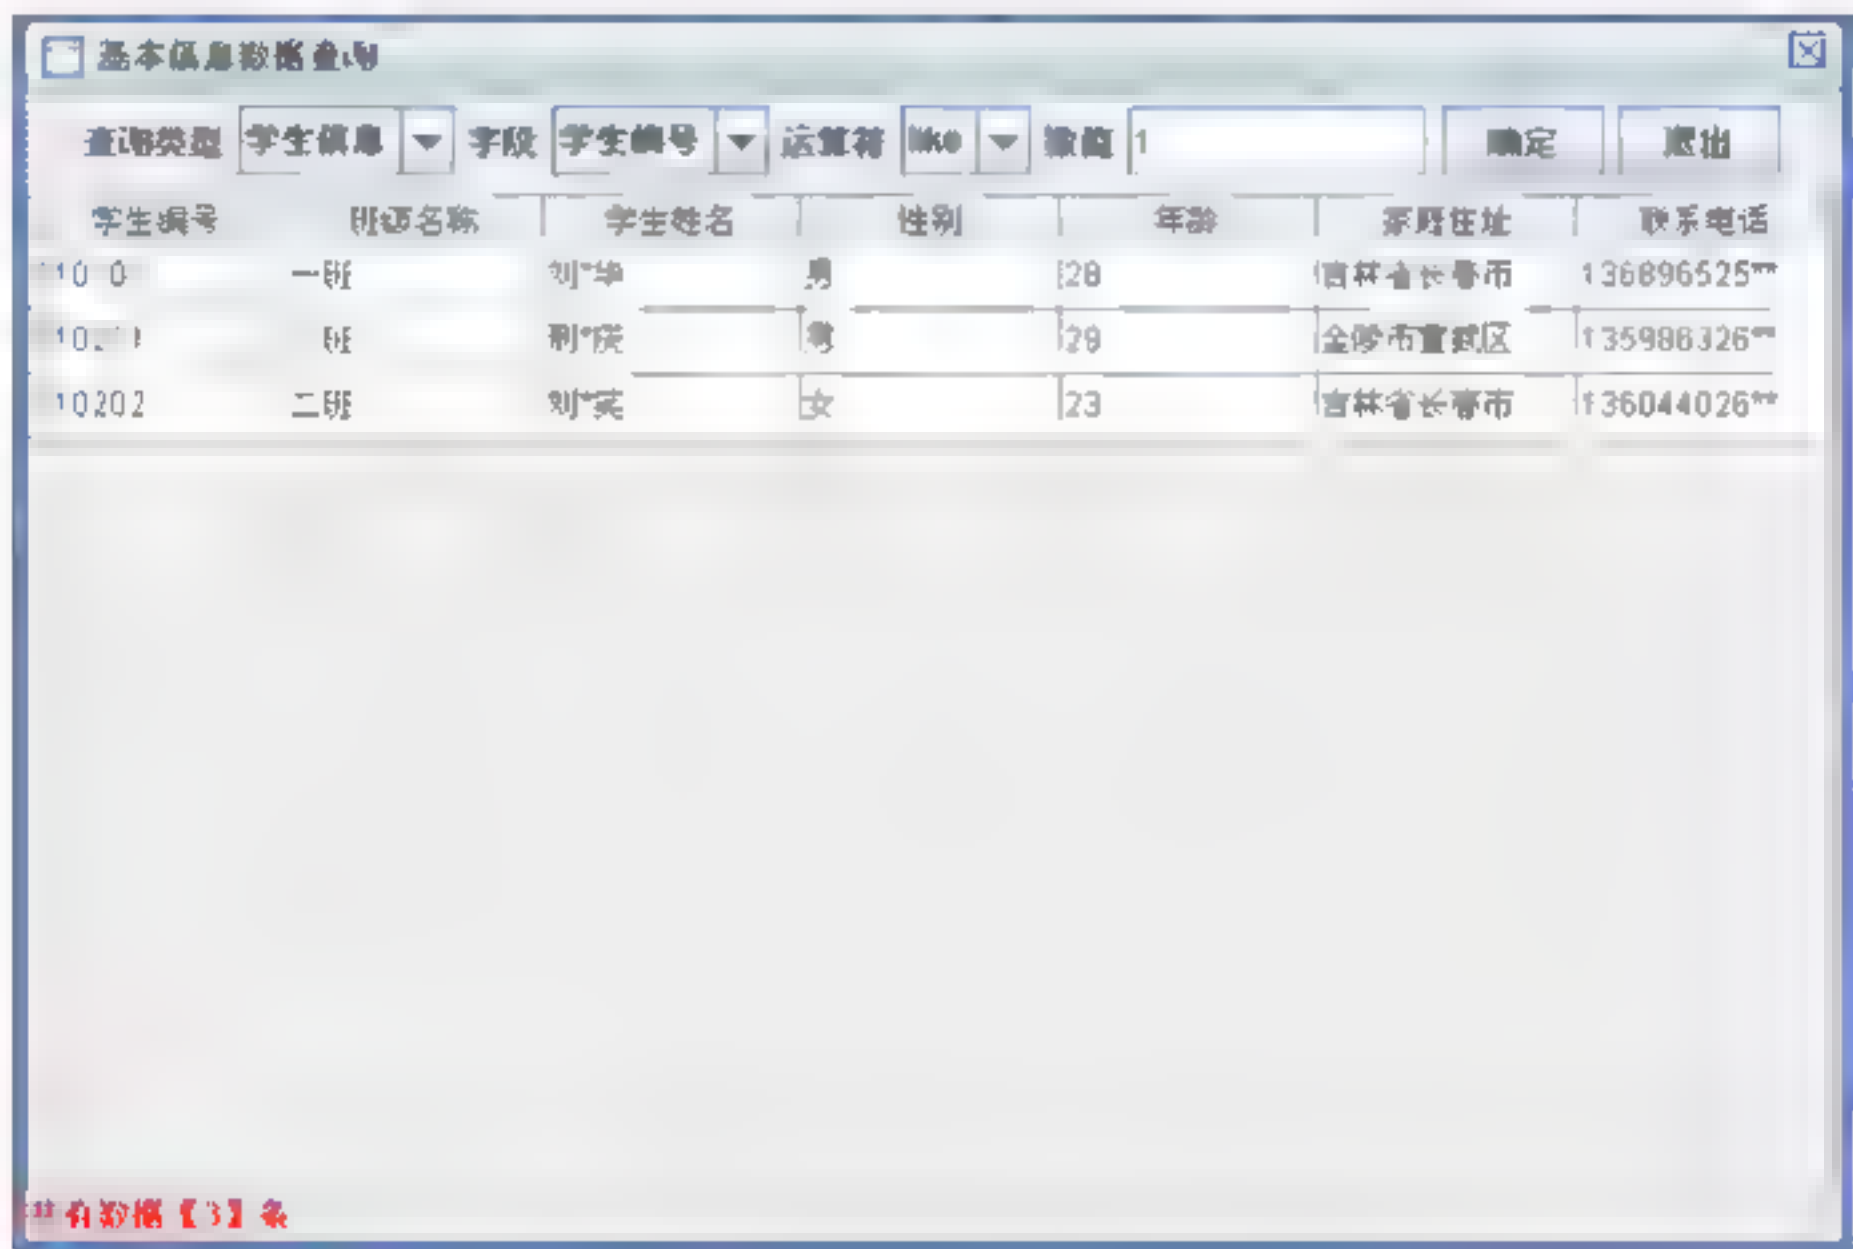 基本信息数据查询
查询类型 学生信息 字段 学生编号 运算符 like 数值 1 确定 退出
学生编号 班级名称 学生姓名 性别 年龄 家庭住址 联系电话
一班 刘*华 男 28 吉林省长春市 136896525**
班 刘*庆 男 29 135986326**
10202 二班 刘*英 女 23 吉林省长春市 136044026**
共有数据【3】条